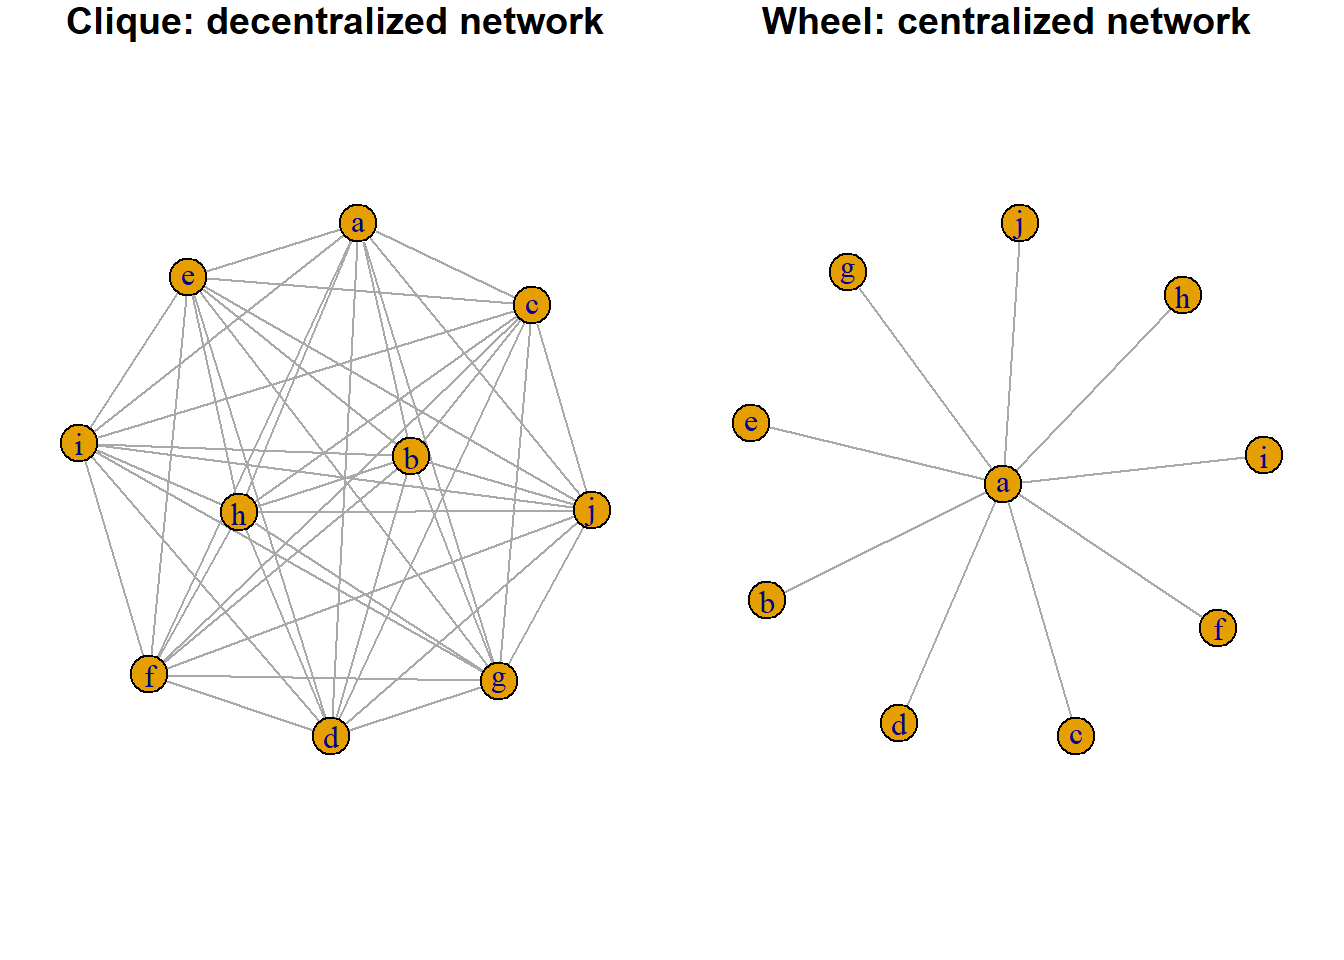 Clique: decentralized network
a
e
c
i
b
h
j
f
g
d
Wheel: centralized network
j
g
h
e
i
a
b
f
d
c